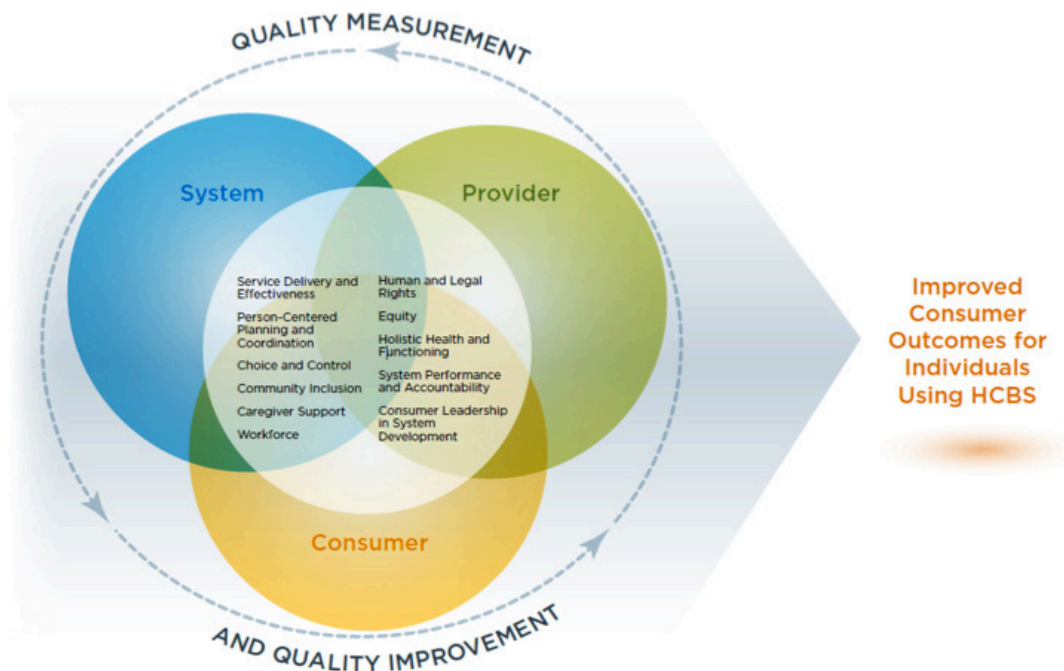 QUALITY MEASUREMENT
System
Provider
Service Delivery and
Effectiveness
Person-Centered
Planning and
Coordination
Choice and Control
Community Inclusion
Caregiver Support
Workforce
Human and Legal
Rights
Equity
Holistic Health and
Functioning
System Performance
and Accountability
Consumer Leadership
in System
Development
Consumer
AND QUALITY IMPROVEMENT
Improved
Consumer
Outcomes for
Individuals
Using HCBS